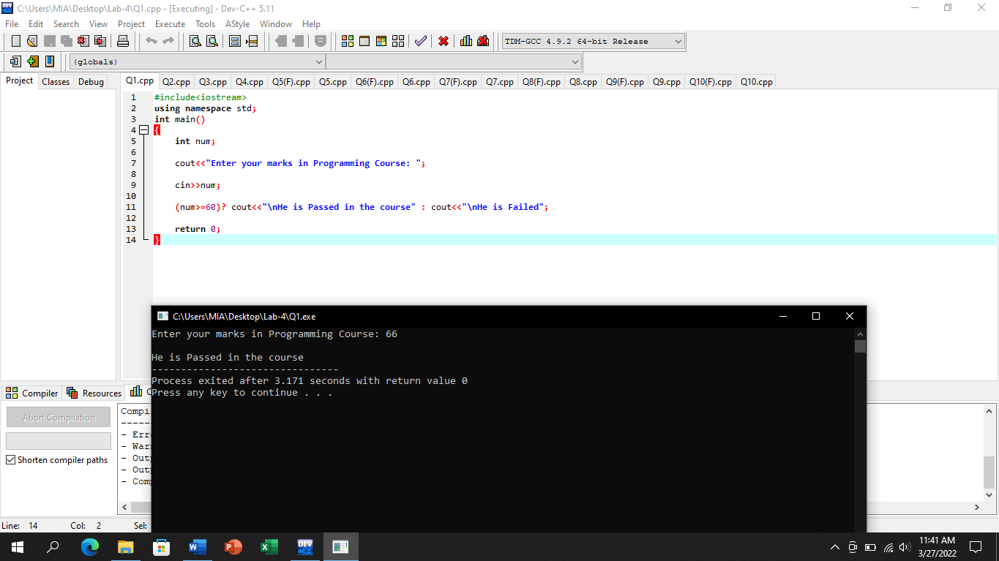 C:\Users\MIA\Desktop\Lab-4\Q1.cpp - [Executing] - Dev-C++ 5.11
File Edit Search View Project Execute Tools AStyle Window Help
TDM-GCC 4.9.2 64-bit Release
(globals)
Project Classes Debug
Q1.cpp Q2.cpp Q3.cpp Q4.cpp Q5(F).cpp Q5.cpp Q6(F).cpp Q6.cpp Q7(F).cpp Q7.cpp Q8(F).cpp Q8.cpp Q9(F).cpp Q9.cpp Q10(F).cpp Q10.cpp
1 #include<iostream>
2 using namespace std;
3 int main()
4 {
5 int num;
6
7 cout<<"Enter your marks in Programming Course: ";
8
9 cin>>num;
10
11 (num>=60)? cout<<"\nHe is Passed in the course" : cout<<"\nHe is Failed";
12
13 return 0;
14 }
C:\Users\MIA\Desktop\Lab-4\Q1.exe
Enter your marks in Programming Course: 66
He is Passed in the course
--------------------------------
Process exited after 3.171 seconds with return value 0
Press any key to continue . . .
Compiler Resources
Abort Compilation
Shorten compiler paths
Compi
-----
- Err
- War
- Out
- Out
- Com
Line: 14 Col: 2 Sel:
DEV C++
11:41 AM
3/27/2022